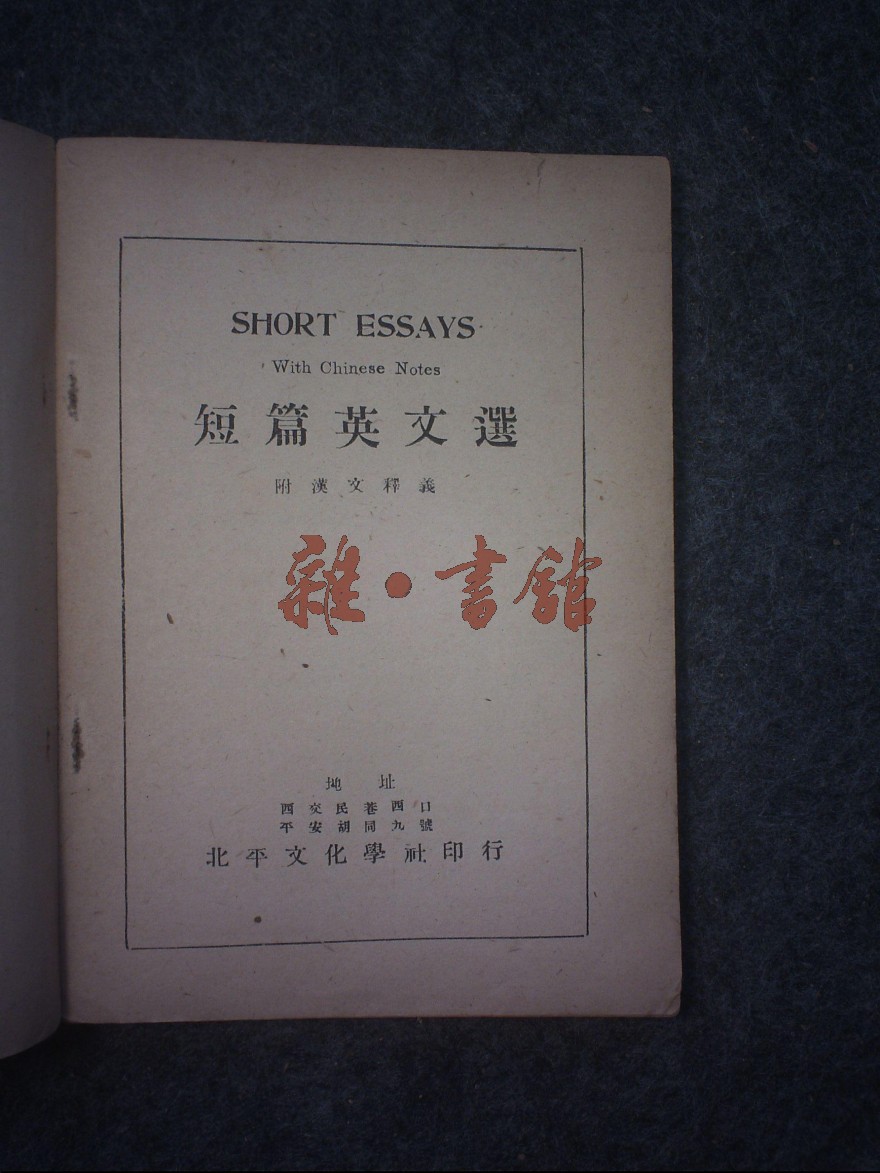 SHORT ESSAYS
With Chinese Notes
短篇英文選
附漢文釋義
雜·書館
地址
西交民巷西口
平安胡同九號
北平文化學社印行